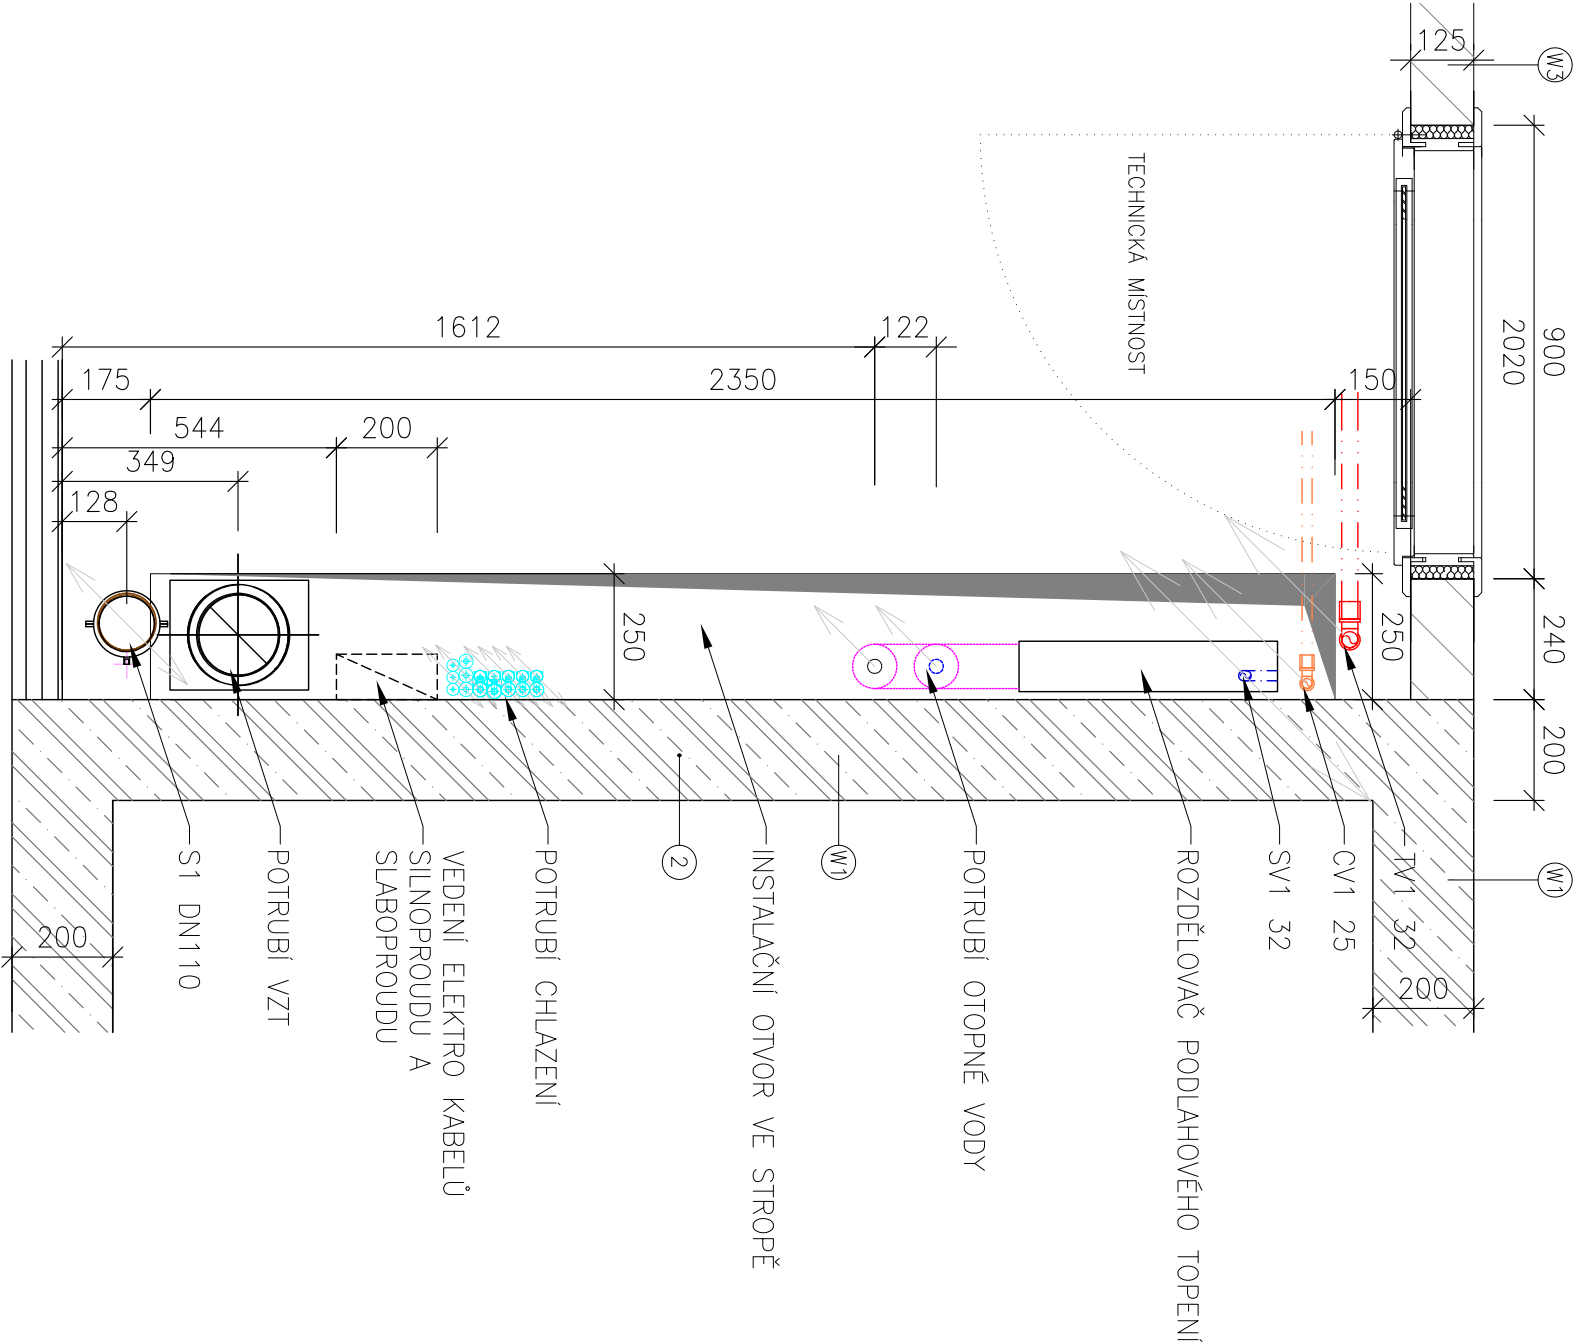 125
W3
900
2020
TECHNICKÁ MÍSTNOST
1612
122
175
2350
150
544
200
349
128
250
250
240
200
TV1 32
CV1 25
SV1 32
ROZDĚLOVAČ PODLAHOVÉHO TOPENÍ
POTRUBÍ OTOPNÉ VODY
W1
INSTALAČNÍ OTVOR VE STROPĚ
2
POTRUBÍ CHLAZENÍ
VEDENÍ ELEKTRO KABELŮ
SILNOPROUDU A
SLABOPROUDU
POTRUBÍ VZT
S1 DN110
W1
200
200